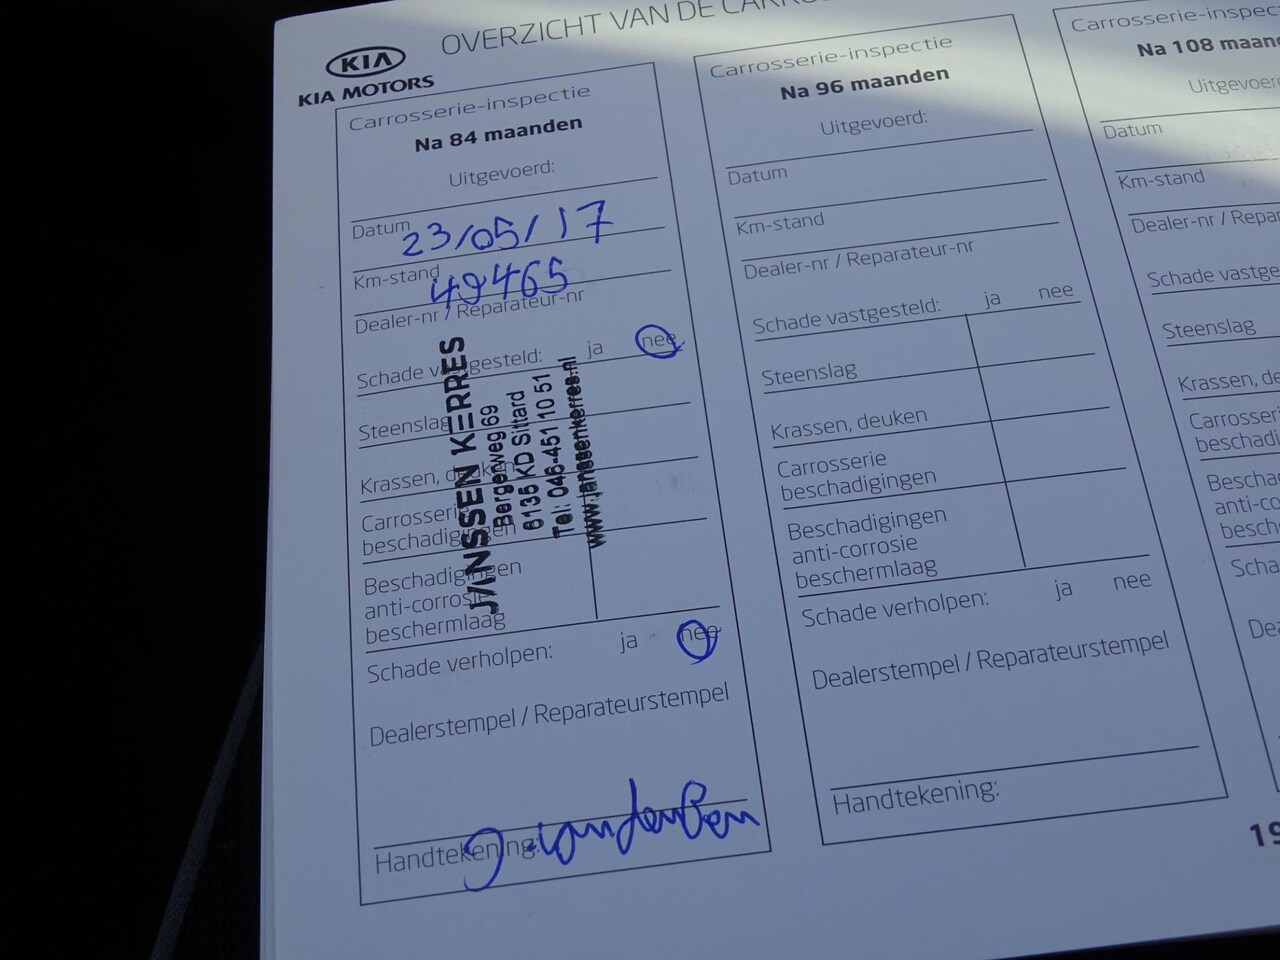 OVERZICHT VAN DE
KIA
KIA MOTORS
Carrosserie-inspectie
Na 84 maanden
Uitgevoerd:
Datum
23/05/17
Km-stand
49465
Dealer-nr / Reparateur-nr
Schade vastgesteld: ja nee
Steenslag
Krassen, deuken
Carrosserie
beschadigingen
Beschadigingen
anti-corrosie
beschermlaag
JANSSEN KERRES
Bergerweg 69
6135 KD Sittard
Tel: 046-451 10 51
www.janssenkerres.nl
Schade verholpen: ja nee
Dealerstempel / Reparateurstempel
Handtekening:
Carrosserie-inspectie
Na 96 maanden
Uitgevoerd:
Datum
Km-stand
Dealer-nr / Reparateur-nr
Schade vastgesteld: ja nee
Steenslag
Krassen, deuken
Carrosserie
beschadigingen
Beschadigingen
anti-corrosie
beschermlaag
Schade verholpen: ja nee
Dealerstempel / Reparateurstempel
Handtekening:
Carrosserie-inspec
Na 108 maan
Uitgevoer
Datum
Km-stand
Dealer-nr / Repar
Schade vastgeste
Steenslag
Krassen, de
Carrosserie
beschadi
Bescha
anti-co
besch
Scha
19